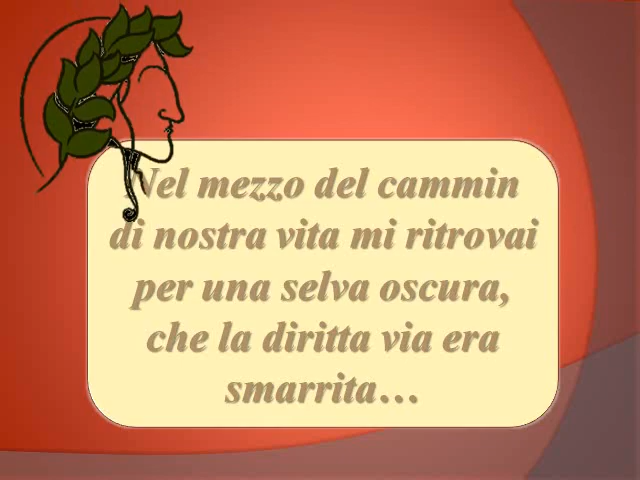 Nel mezzo del cammin
di nostra vita mi ritrovai
per una selva oscura,
che la diritta via era
smarrita…